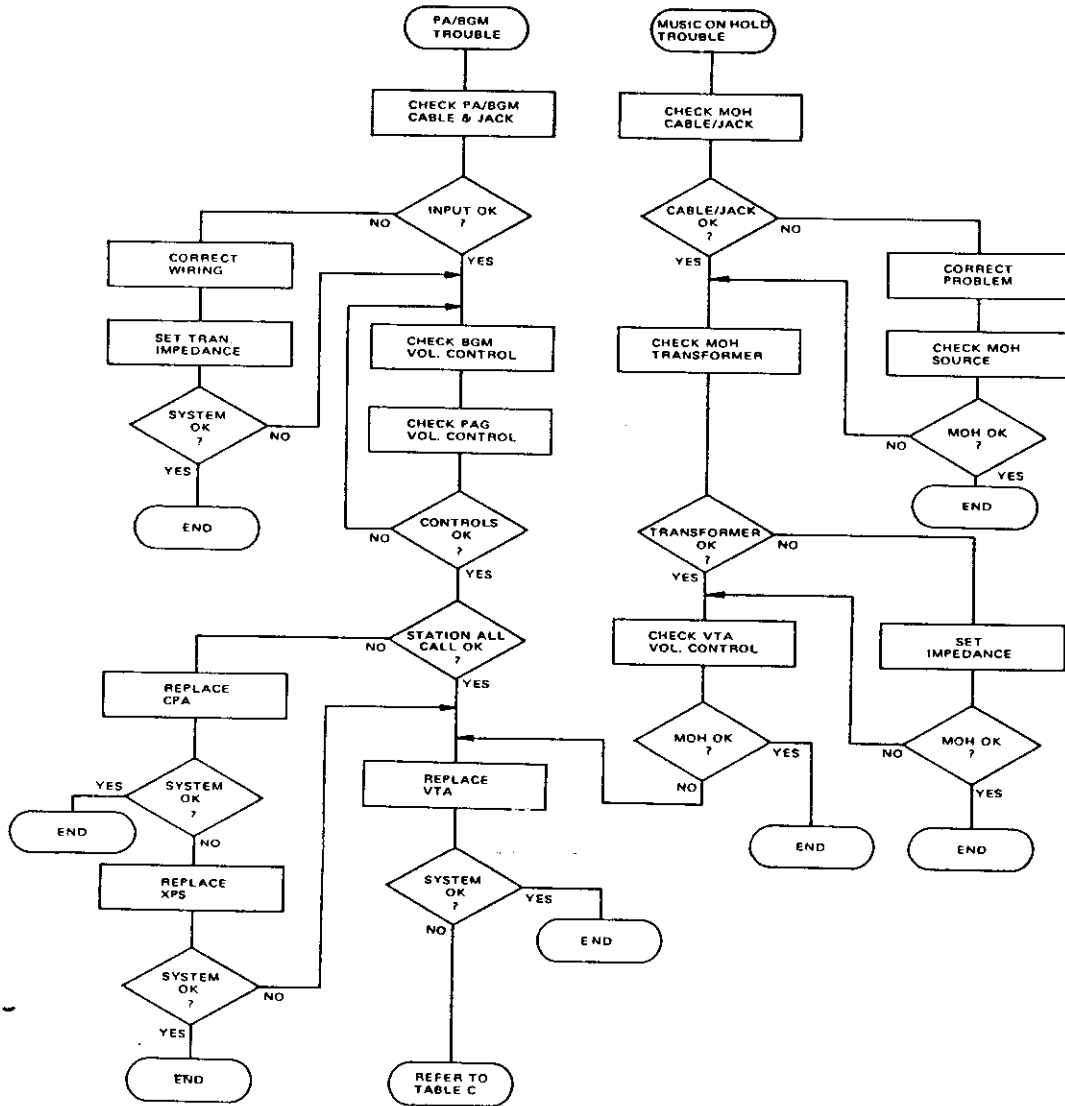 PA/BGM
TROUBLE
CHECK PA/BGM
CABLE & JACK
INPUT OK
?
NO
YES
CORRECT
WIRING
SET TRAN.
IMPEDANCE
SYSTEM
OK
?
NO
YES
END
CHECK BGM
VOL. CONTROL
CHECK PAG
VOL. CONTROL
CONTROLS
OK
?
NO
YES
STATION ALL
CALL OK
?
NO
YES
REPLACE
CPA
SYSTEM
OK
?
YES
NO
END
REPLACE
XPS
SYSTEM
OK
?
NO
YES
END
REPLACE
VTA
SYSTEM
OK
?
YES
NO
END
REFER TO
TABLE C
MUSIC ON HOLD
TROUBLE
CHECK MOH
CABLE/JACK
CABLE/JACK
OK
?
NO
YES
CORRECT
PROBLEM
CHECK MOH
SOURCE
MOH OK
?
NO
YES
END
CHECK MOH
TRANSFORMER
TRANSFORMER
OK
?
NO
YES
SET
IMPEDANCE
MOH OK
?
NO
YES
END
CHECK VTA
VOL. CONTROL
MOH OK
?
YES
NO
END